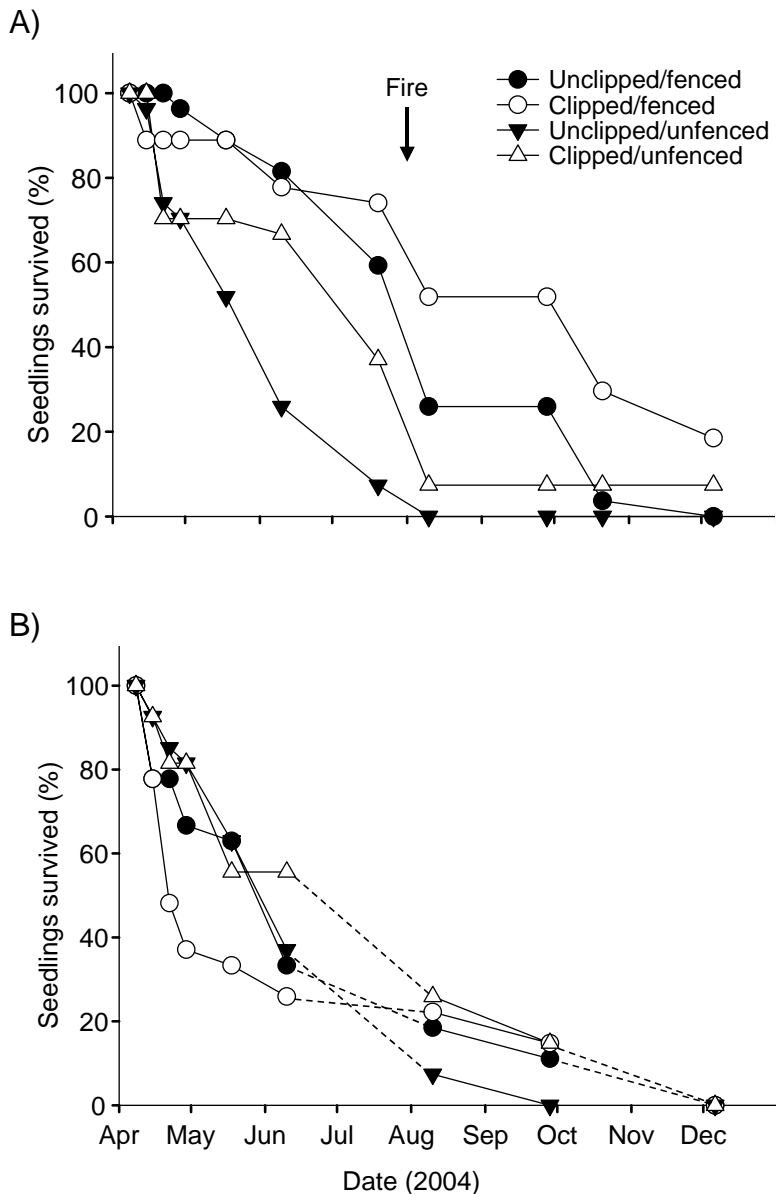 A)
Fire
Unclipped/fenced
Clipped/fenced
Unclipped/unfenced
Clipped/unfenced
Seedlings survived (%)
100
80
60
40
20
0
B)
Seedlings survived (%)
100
80
60
40
20
0
Apr May Jun Jul Aug Sep Oct Nov Dec
Date (2004)